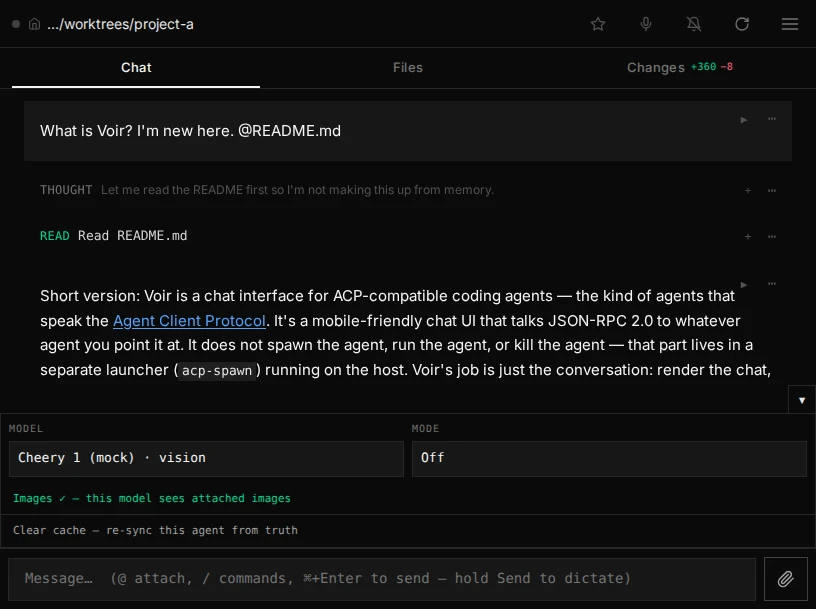 .../worktrees/project-a
Chat
Files
Changes +360 −8
What is Voir? I'm new here. @README.md
THOUGHT Let me read the README first so I'm not making this up from memory.
READ Read README.md
Short version: Voir is a chat interface for ACP-compatible coding agents — the kind of agents that
speak the Agent Client Protocol. It's a mobile-friendly chat UI that talks JSON-RPC 2.0 to whatever
agent you point it at. It does not spawn the agent, run the agent, or kill the agent — that part lives in a
separate launcher (acp-spawn) running on the host. Voir's job is just the conversation: render the chat,
MODEL
MODE
Cheery 1 (mock) · vision
Off
Images ✓ — this model sees attached images
Clear cache — re-sync this agent from truth
Message… (@ attach, / commands, ⌘+Enter to send — hold Send to dictate)